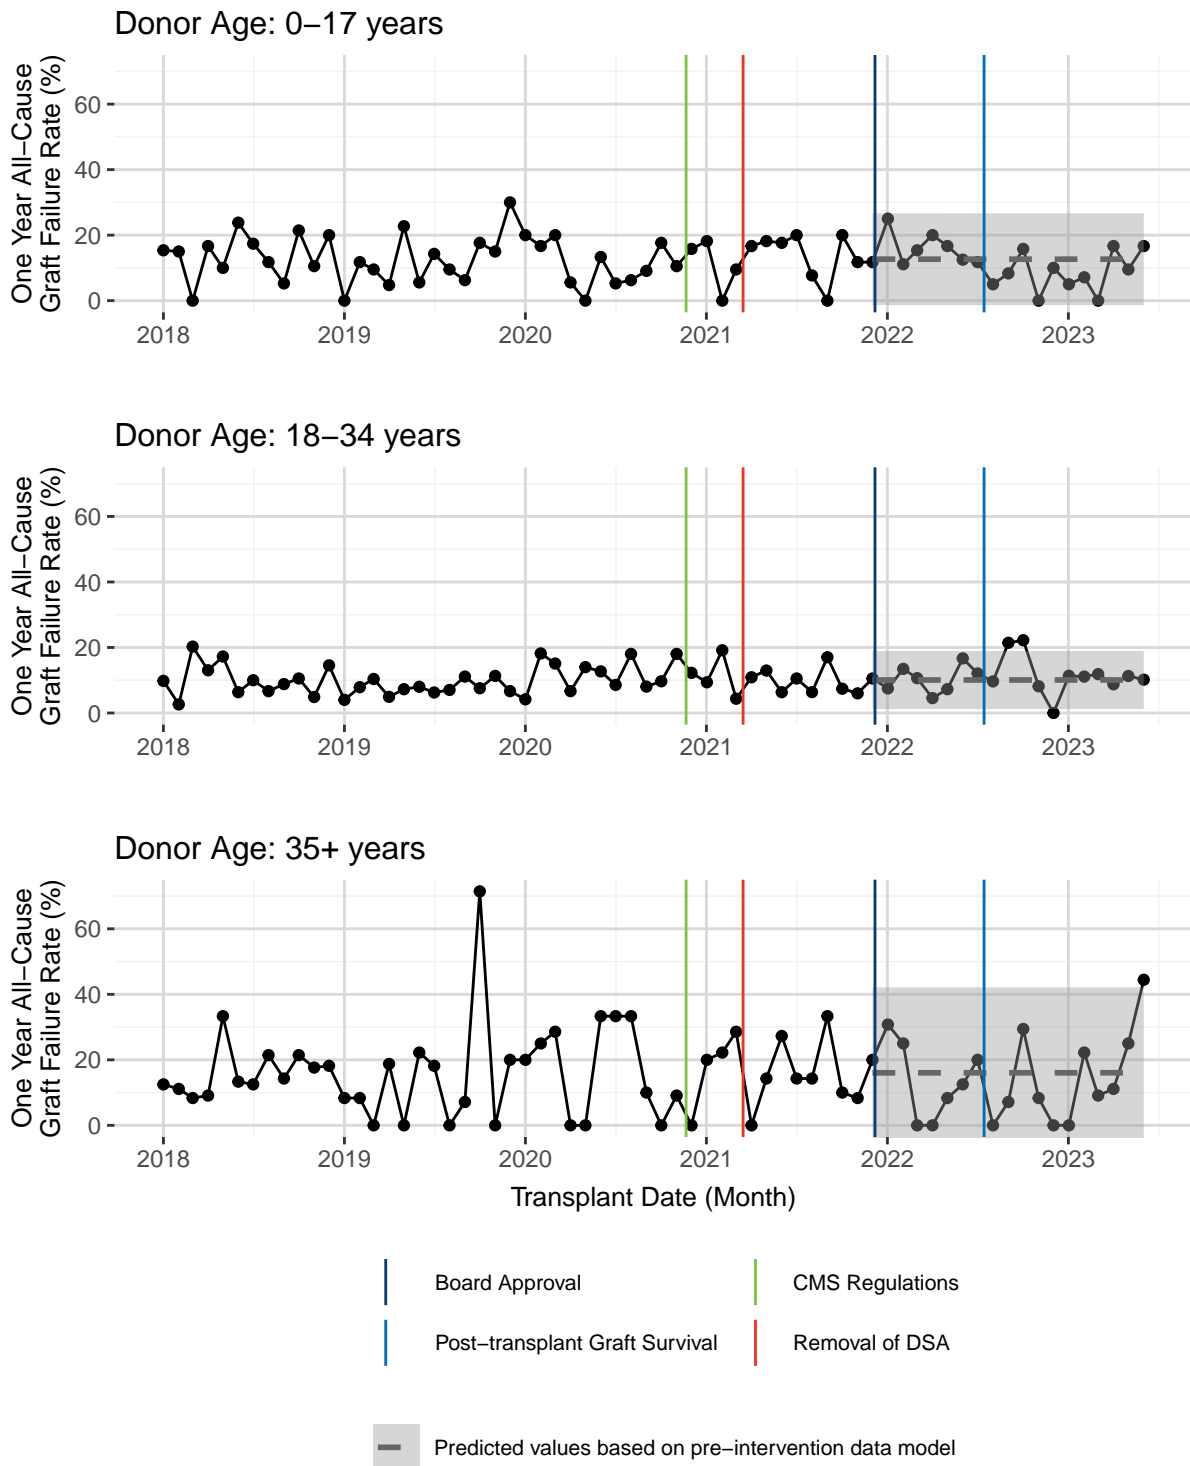 Donor Age: 0−17 years
One Year All−Cause
Graft Failure Rate (%)
60
40
20
0
2018 2019 2020 2021 2022 2023
Donor Age: 18−34 years
One Year All−Cause
Graft Failure Rate (%)
60
40
20
0
2018 2019 2020 2021 2022 2023
Donor Age: 35+ years
One Year All−Cause
Graft Failure Rate (%)
60
40
20
0
2018 2019 2020 2021 2022 2023
Transplant Date (Month)
Board Approval CMS Regulations
Post−transplant Graft Survival Removal of DSA
Predicted values based on pre−intervention data model